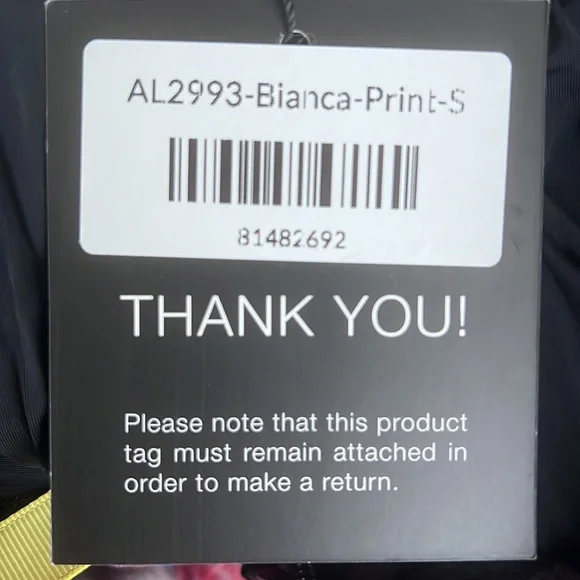 AL2993-Bianca-Print-S
81482692
THANK YOU!
Please note that this product
tag must remain attached in
order to make a return.